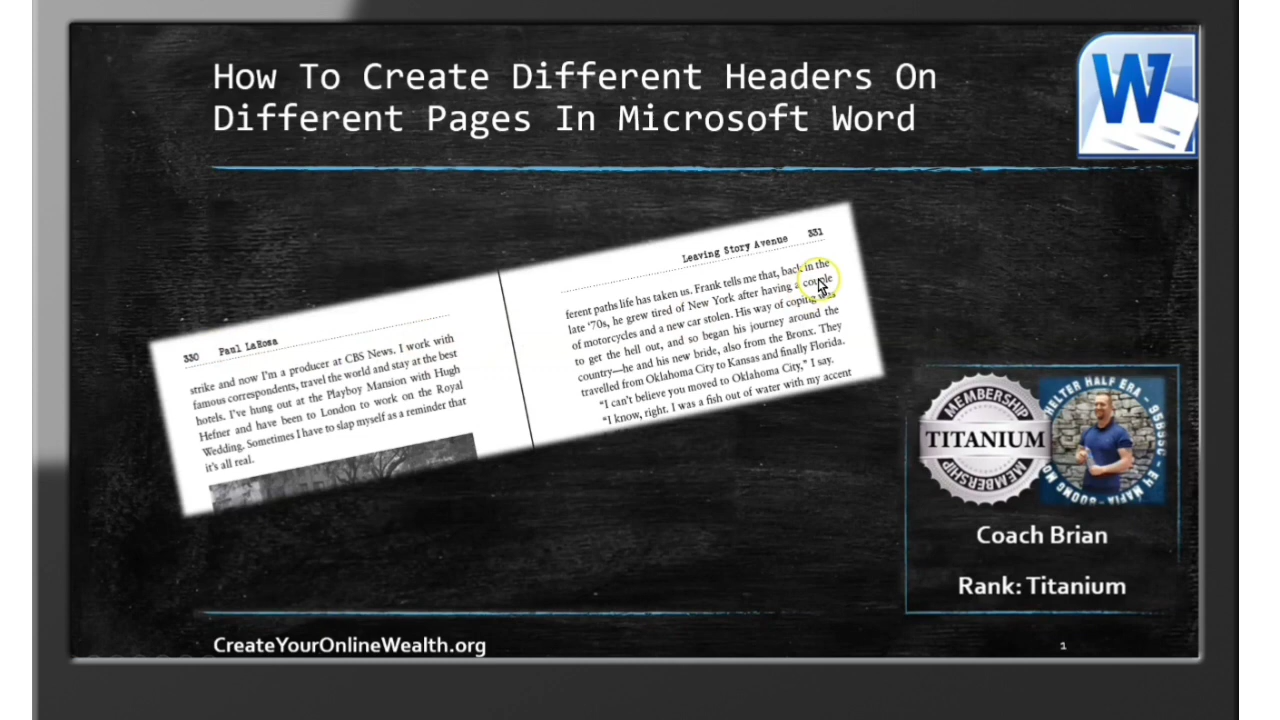 How To Create Different Headers On
Different Pages In Microsoft Word
W
330 Paul LaRosa
strike and now I'm a producer at CBS News. I work with
famous correspondents, travel the world and stay at the best
hotels. I've hung out at the Playboy Mansion with Hugh
Hefner and have been to London to work on the Royal
Wedding. Sometimes I have to slap myself as a reminder that
it's all real.
Leaving Story Avenue 331
ferent paths life has taken us. Frank tells me that, back in the
late '70s, he grew tired of New York after having a couple
of motorcycles and a new car stolen. His way of coping was
to get the hell out, and so began his journey around the
country—he and his new bride, also from the Bronx. They
travelled from Oklahoma City to Kansas and finally Florida.
"I can't believe you moved to Oklahoma City," I say.
"I know, right. I was a fish out of water with my accent
MEMBERSHIP
TITANIUM
MEMBERSHIP
Coach Brian
Rank: Titanium
CreateYourOnlineWealth.org
1